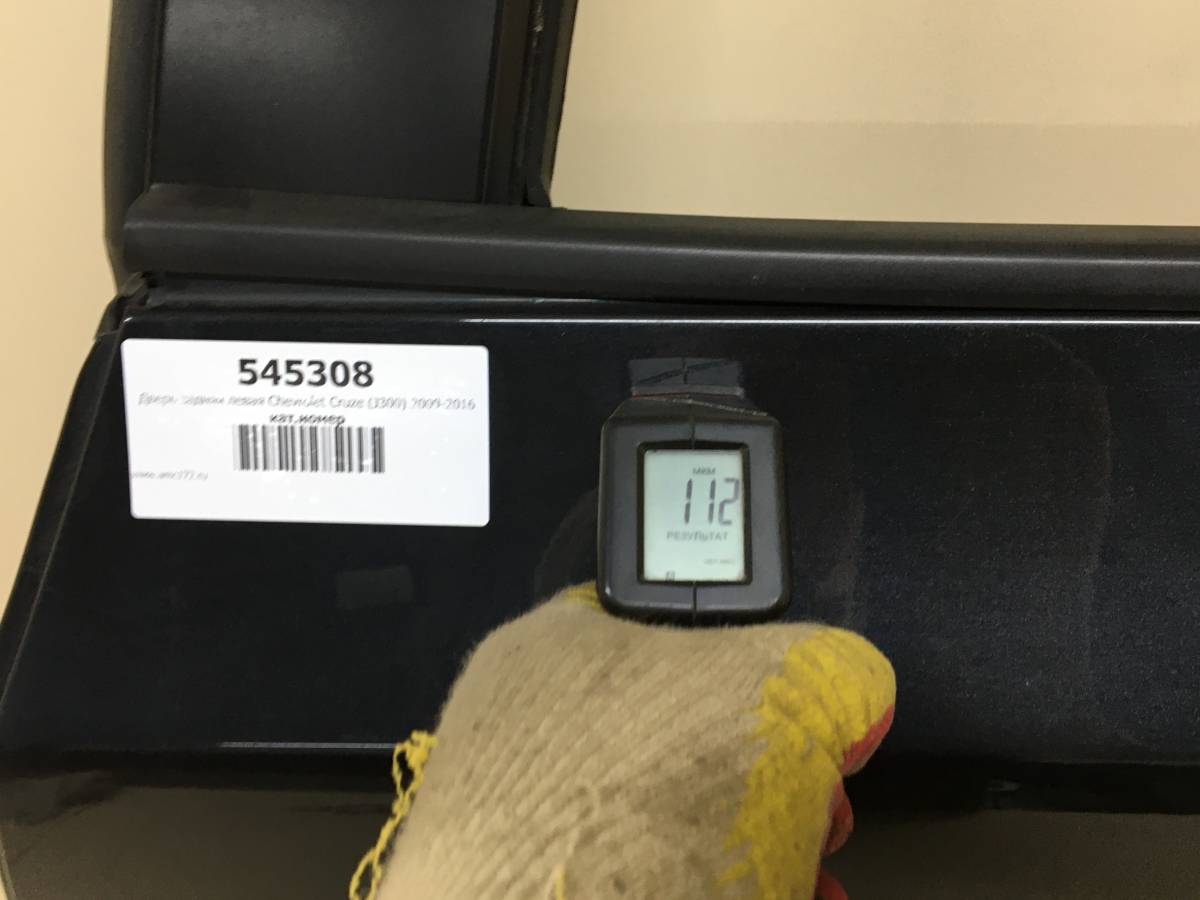 545308
Дверь задняя левая Chevrolet Cruze (J300) 2009-2016
кат.номер
МКМ
112
РЕЗУЛЬТАТ